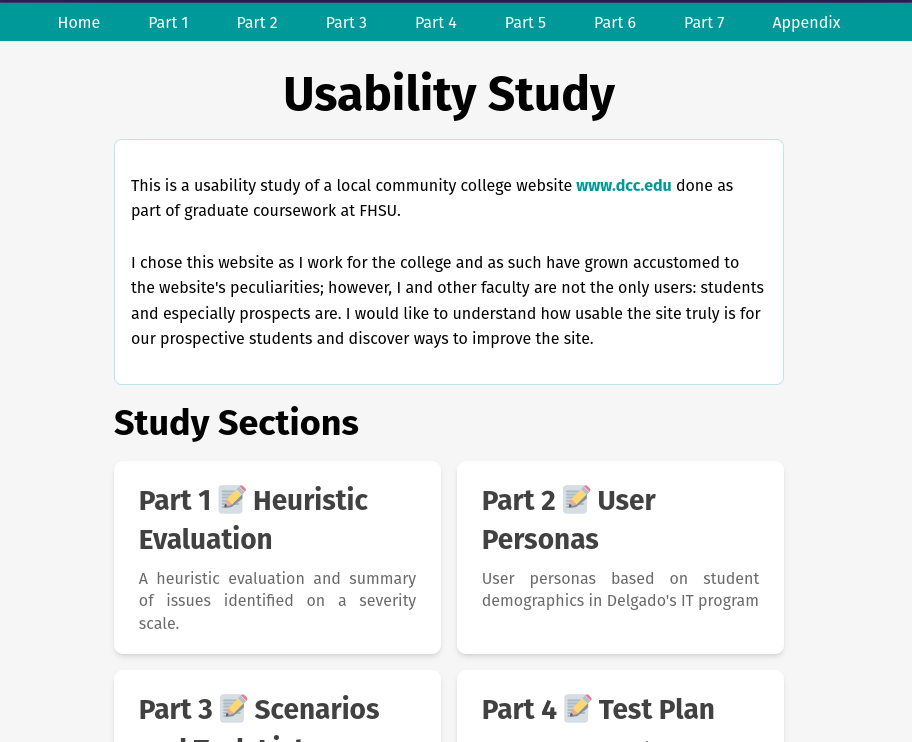 Home Part 1 Part 2 Part 3 Part 4 Part 5 Part 6 Part 7 Appendix
Usability Study
This is a usability study of a local community college website www.dcc.edu done as
part of graduate coursework at FHSU.
I chose this website as I work for the college and as such have grown accustomed to
the website's peculiarities; however, I and other faculty are not the only users: students
and especially prospects are. I would like to understand how usable the site truly is for
our prospective students and discover ways to improve the site.
Study Sections
Part 1 📝 Heuristic
Evaluation
A heuristic evaluation and summary
of issues identified on a severity
scale.
Part 2 📝 User
Personas
User personas based on student
demographics in Delgado's IT program
Part 3 📝 Scenarios
Part 4 📝 Test Plan